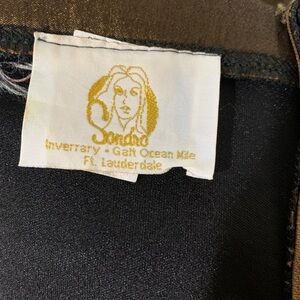 Sandra
Inverrary - Galt Ocean Mile
Ft. Lauderdale